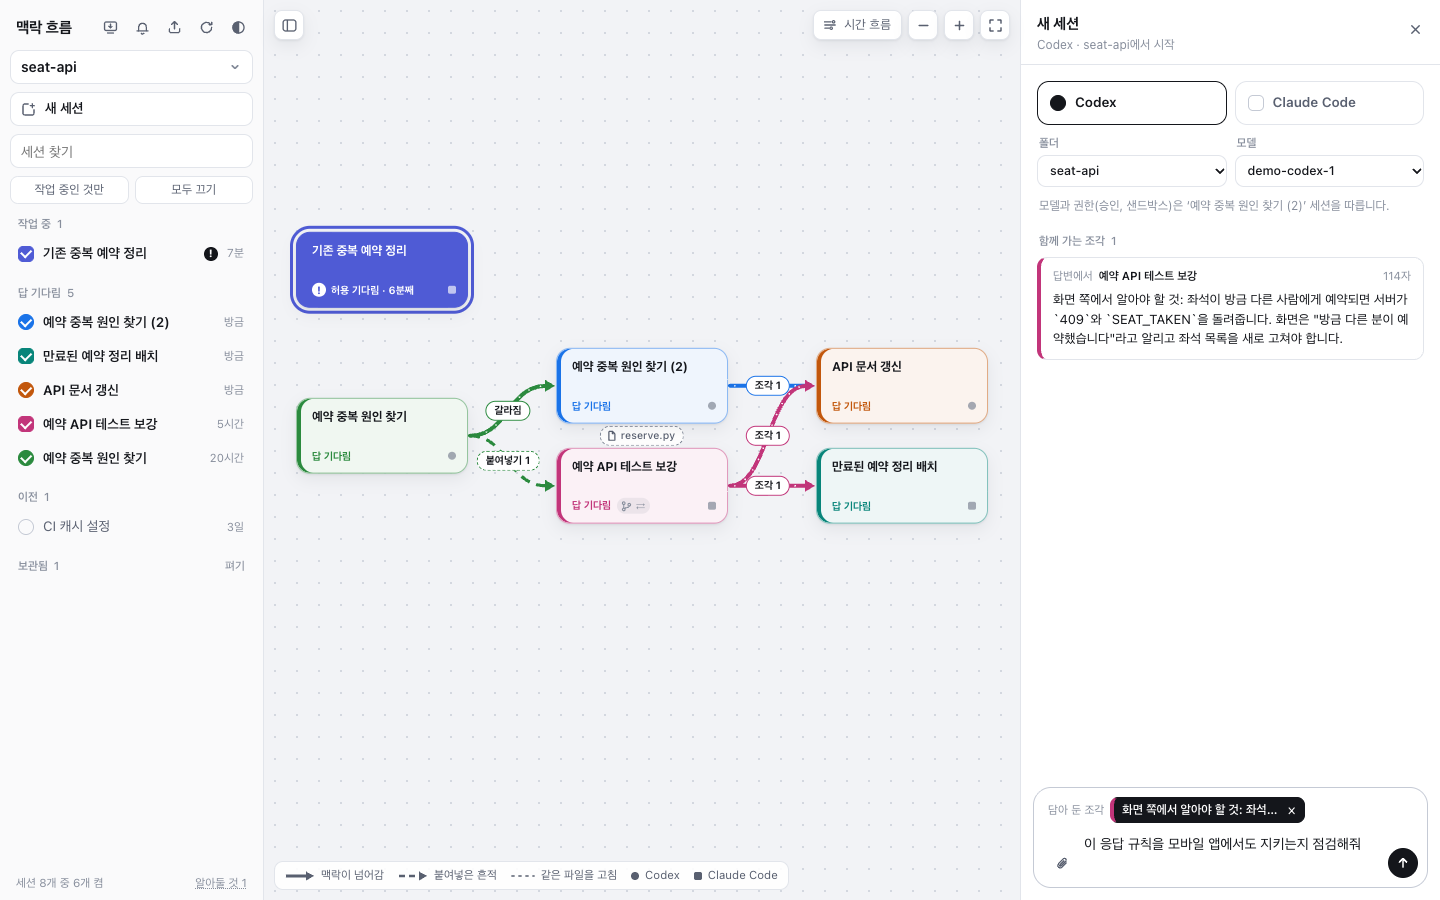 맥락 흐름
seat-api
새 세션
세션 찾기
작업 중인 것만
모두 끄기
작업 중 1
기존 중복 예약 정리
7분
답 기다림 5
예약 중복 원인 찾기 (2)
방금
만료된 예약 정리 배치
방금
API 문서 갱신
방금
예약 API 테스트 보강
5시간
예약 중복 원인 찾기
20시간
이전 1
CI 캐시 설정
3일
보관됨 1
펴기
세션 8개 중 6개 켬
알아둘 것 1
시간 흐름
기존 중복 예약 정리
허용 기다림 · 6분째
예약 중복 원인 찾기
답 기다림
갈라짐
붙여넣기 1
예약 중복 원인 찾기 (2)
답 기다림
reserve.py
예약 API 테스트 보강
답 기다림
조각 1
조각 1
조각 1
API 문서 갱신
답 기다림
만료된 예약 정리 배치
답 기다림
맥락이 넘어감
붙여넣은 흔적
같은 파일을 고침
Codex
Claude Code
새 세션
Codex · seat-api에서 시작
Codex
Claude Code
폴더
모델
seat-api
demo-codex-1
모델과 권한(승인, 샌드박스)은 ‘예약 중복 원인 찾기 (2)’ 세션을 따릅니다.
함께 가는 조각 1
답변에서 예약 API 테스트 보강
114자
화면 쪽에서 알아야 할 것: 좌석이 방금 다른 사람에게 예약되면 서버가
`409`와 `SEAT_TAKEN`을 돌려줍니다. 화면은 "방금 다른 분이 예
약했습니다"라고 알리고 좌석 목록을 새로 고쳐야 합니다.
담아 둔 조각
화면 쪽에서 알아야 할 것: 좌석…
이 응답 규칙을 모바일 앱에서도 지키는지 점검해줘